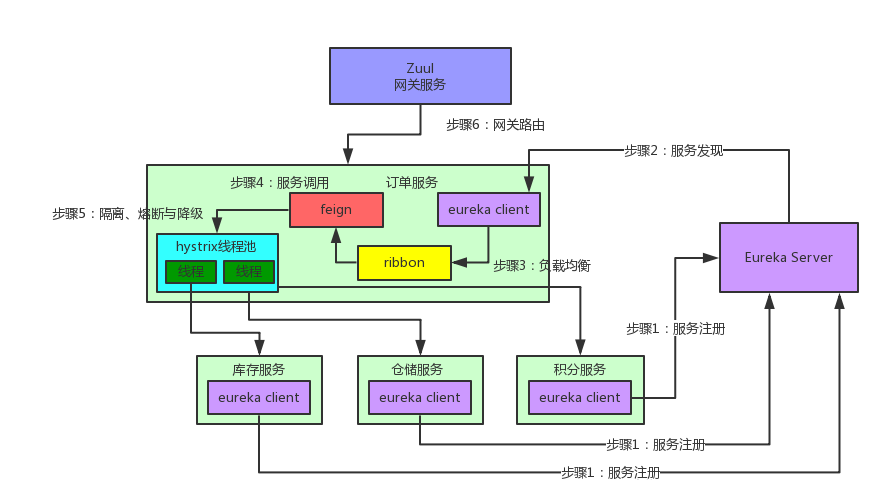 Zuul
网关服务
步骤6：网关路由
步骤2：服务发现
步骤4：服务调用
订单服务
步骤5：隔离、熔断与降级
feign
eureka client
hystrix线程池
线程
线程
ribbon
步骤3：负载均衡
Eureka Server
步骤1：服务注册
库存服务
eureka client
仓储服务
eureka client
积分服务
eureka client
步骤1：服务注册
步骤1：服务注册